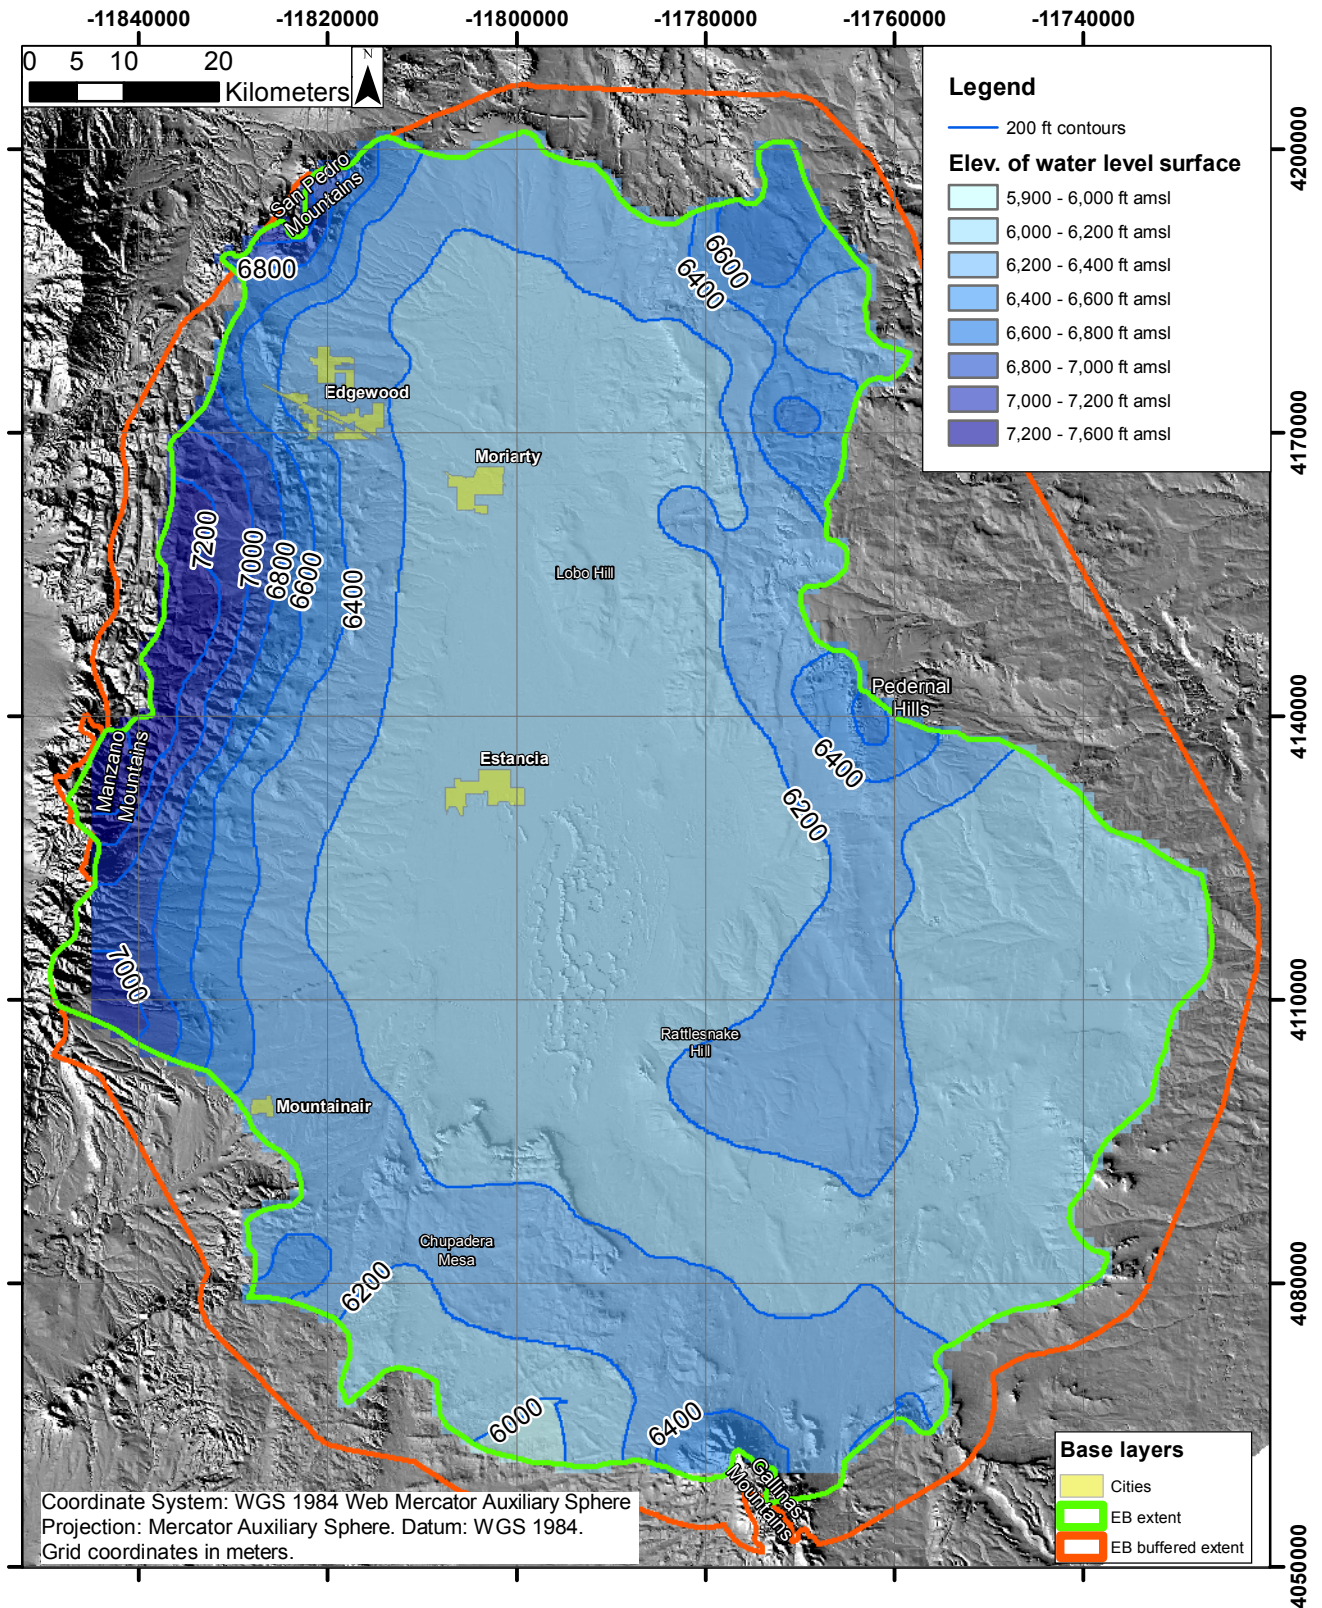 -11840000 -11820000 -11800000 -11780000 -11760000 -11740000
0 5 10 20
Kilometers
N
Legend
200 ft contours
Elev. of water level surface
5,900 - 6,000 ft amsl
6,000 - 6,200 ft amsl
6,200 - 6,400 ft amsl
6,400 - 6,600 ft amsl
6,600 - 6,800 ft amsl
6,800 - 7,000 ft amsl
7,000 - 7,200 ft amsl
7,200 - 7,600 ft amsl
4200000
4170000
4140000
4110000
4080000
4050000
San Pedro
Mountains
6800
6600
6400
Edgewood
Moriarty
7200
7000
6800
6600
6400
Lobo Hill
Pedernal
Hills
Manzano
Mountains
6400
Estancia
6200
7000
Rattlesnake
Hill
Mountainair
Chupadera
Mesa
6200
6000
6400
Gallinas
Mountains
Base layers
Cities
EB extent
EB buffered extent
Coordinate System: WGS 1984 Web Mercator Auxiliary Sphere
Projection: Mercator Auxiliary Sphere. Datum: WGS 1984.
Grid coordinates in meters.